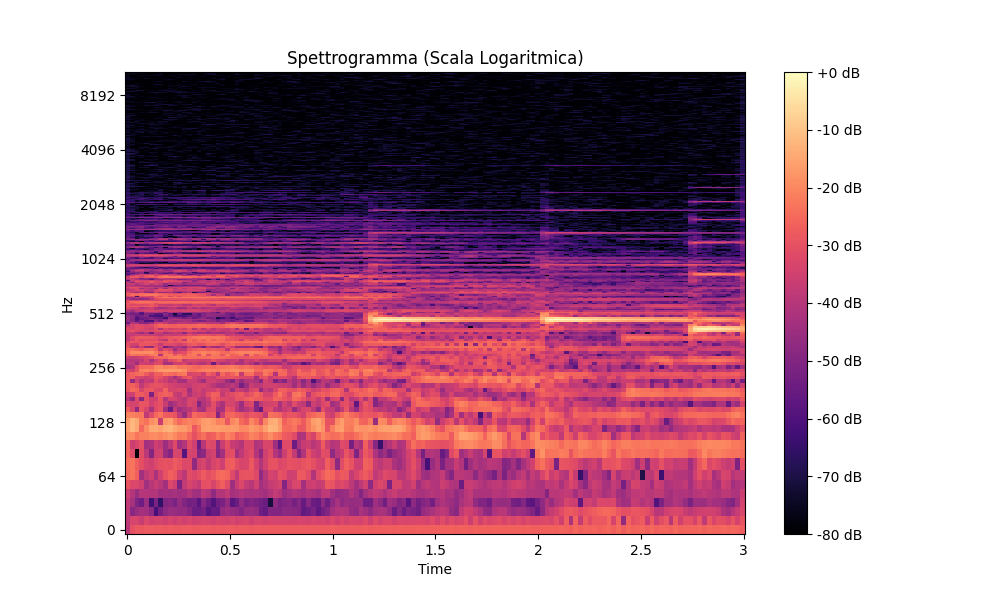 Spettrogramma (Scala Logaritmica)
Hz
8192
4096
2048
1024
512
256
128
64
0
0 0.5 1 1.5 2 2.5 3
Time
+0 dB
-10 dB
-20 dB
-30 dB
-40 dB
-50 dB
-60 dB
-70 dB
-80 dB